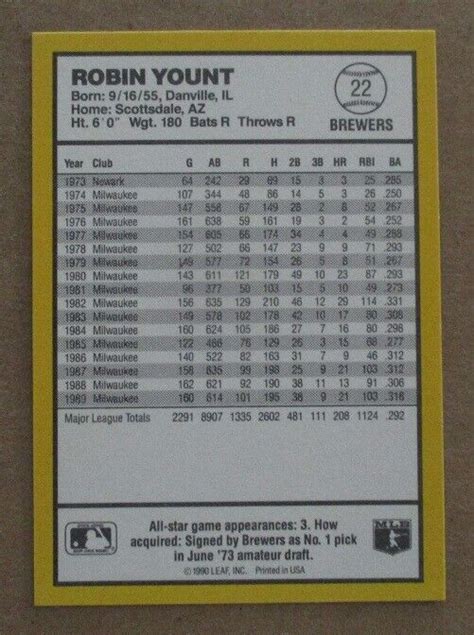 ROBIN YOUNT
Born: 9/16/55, Danville, IL
Home: Scottsdale, AZ
Ht. 6'0" Wgt. 180 Bats R Throws R
22
BREWERS
Year Club G AB R H 2B 3B HR RBI BA
1973 Newark 64 242 29 69 15 3 3 25 .285
1974 Milwaukee 107 344 48 86 14 5 3 26 .250
1975 Milwaukee 147 558 67 149 28 2 8 52 .267
1976 Milwaukee 161 638 59 161 19 3 2 54 .252
1977 Milwaukee 154 605 66 174 34 4 4 49 .288
1978 Milwaukee 127 502 66 147 23 9 9 71 .293
1979 Milwaukee 149 577 72 154 26 5 8 51 .267
1980 Milwaukee 143 611 121 179 49 10 23 87 .293
1981 Milwaukee 96 377 50 103 15 5 10 49 .273
1982 Milwaukee 156 635 129 210 46 12 29 114 .331
1983 Milwaukee 149 578 102 178 42 10 17 80 .308
1984 Milwaukee 160 624 105 186 27 7 16 80 .298
1985 Milwaukee 122 466 76 129 26 3 15 68 .277
1986 Milwaukee 140 522 82 163 31 7 9 46 .312
1987 Milwaukee 158 635 99 198 25 9 21 103 .312
1988 Milwaukee 162 621 92 190 38 11 13 91 .306
1989 Milwaukee 160 614 101 195 38 9 21 103 .318
Major League Totals 2291 8907 1335 2602 481 111 208 1124 .292
All-star game appearances: 3. How
acquired: Signed by Brewers as No. 1 pick
in June '73 amateur draft.
© 1990 LEAF, INC. Printed in USA
MLB